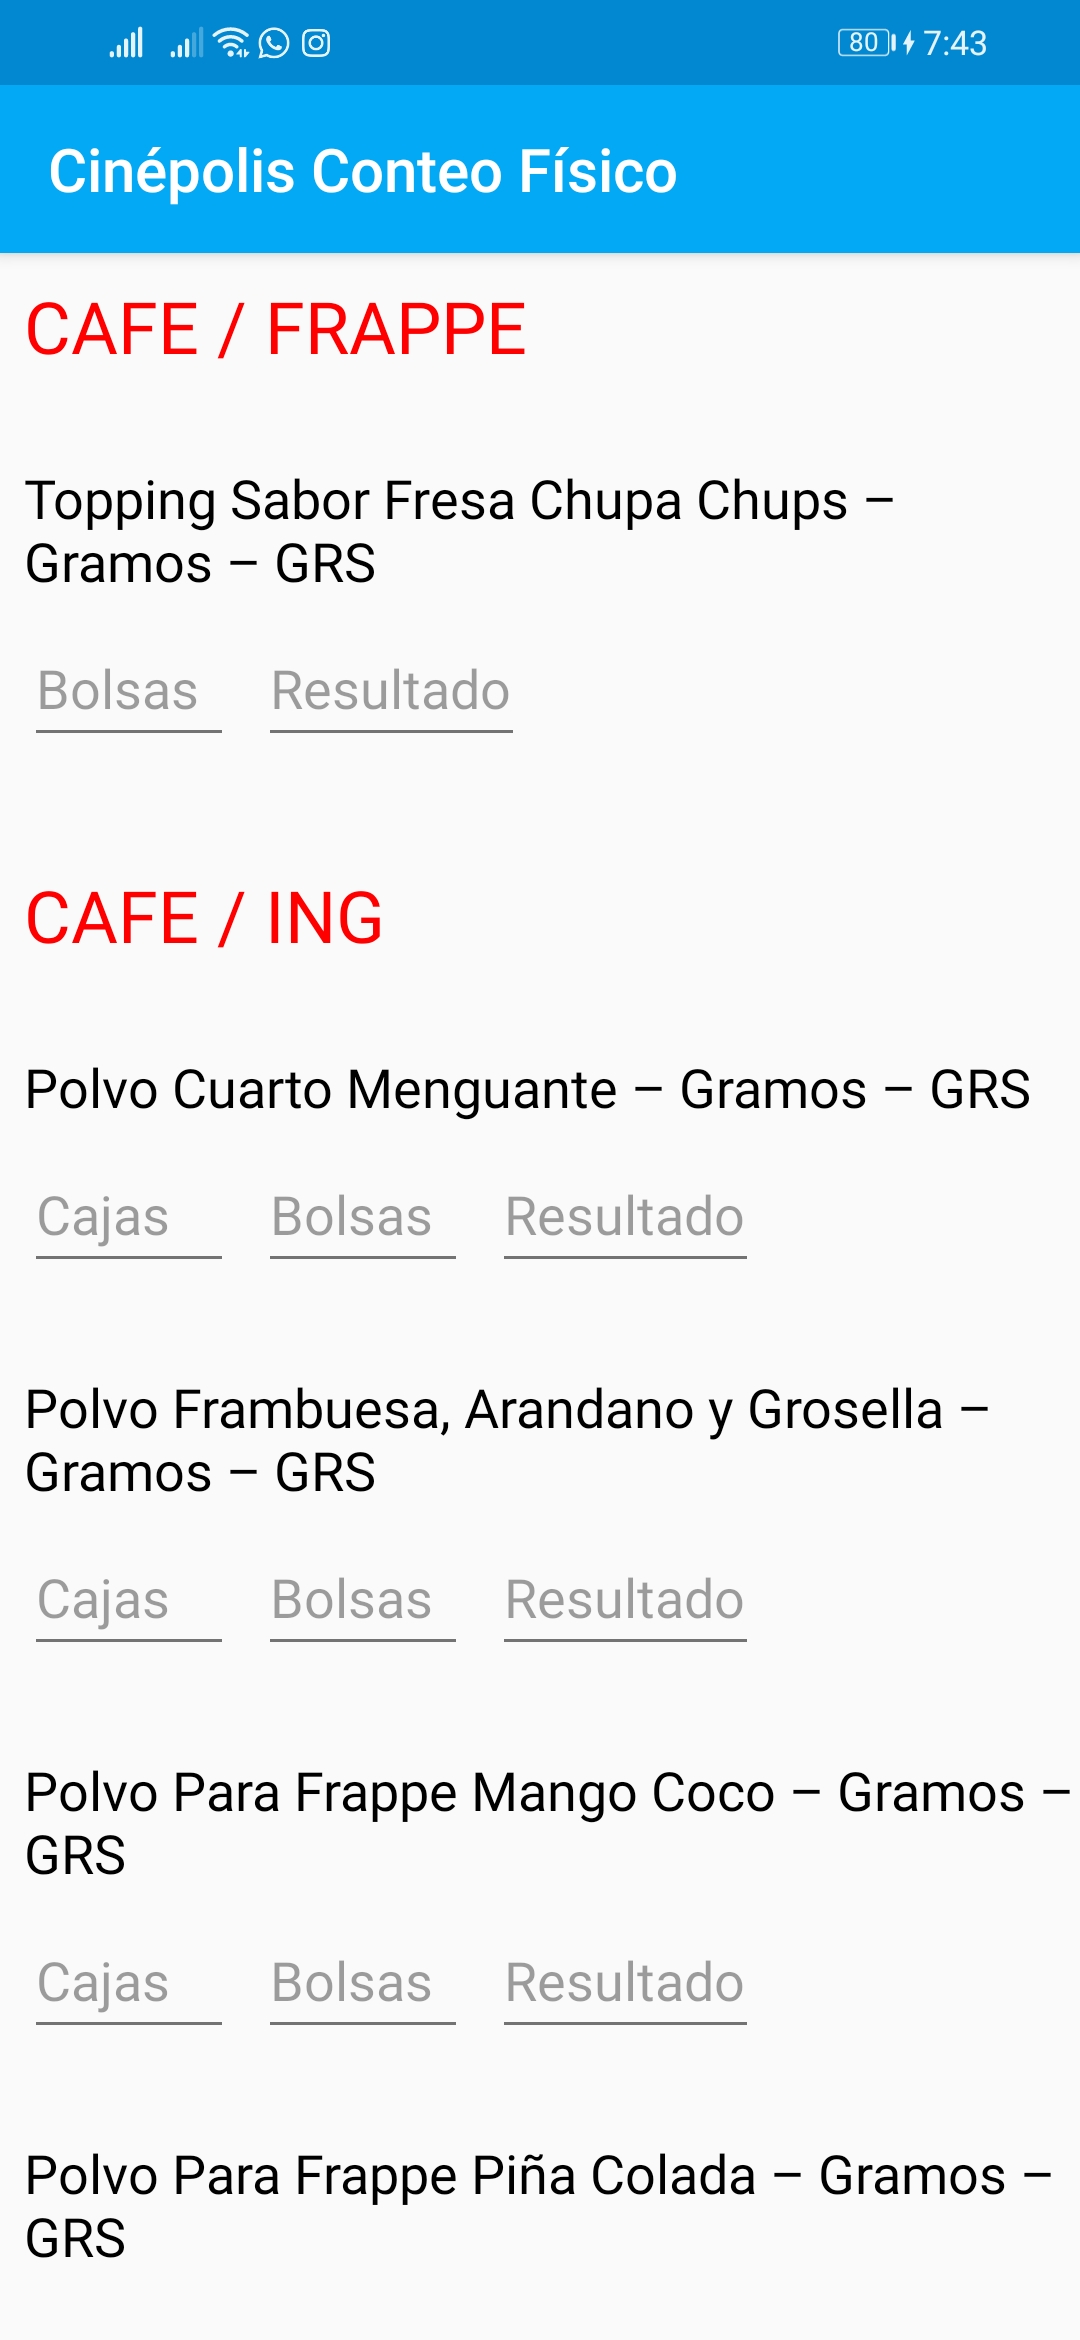 80 7:43
Cinépolis Conteo Físico
CAFE / FRAPPE
Topping Sabor Fresa Chupa Chups –
Gramos – GRS
Bolsas Resultado
CAFE / ING
Polvo Cuarto Menguante – Gramos – GRS
Cajas Bolsas Resultado
Polvo Frambuesa, Arandano y Grosella –
Gramos – GRS
Cajas Bolsas Resultado
Polvo Para Frappe Mango Coco – Gramos –
GRS
Cajas Bolsas Resultado
Polvo Para Frappe Piña Colada – Gramos –
GRS